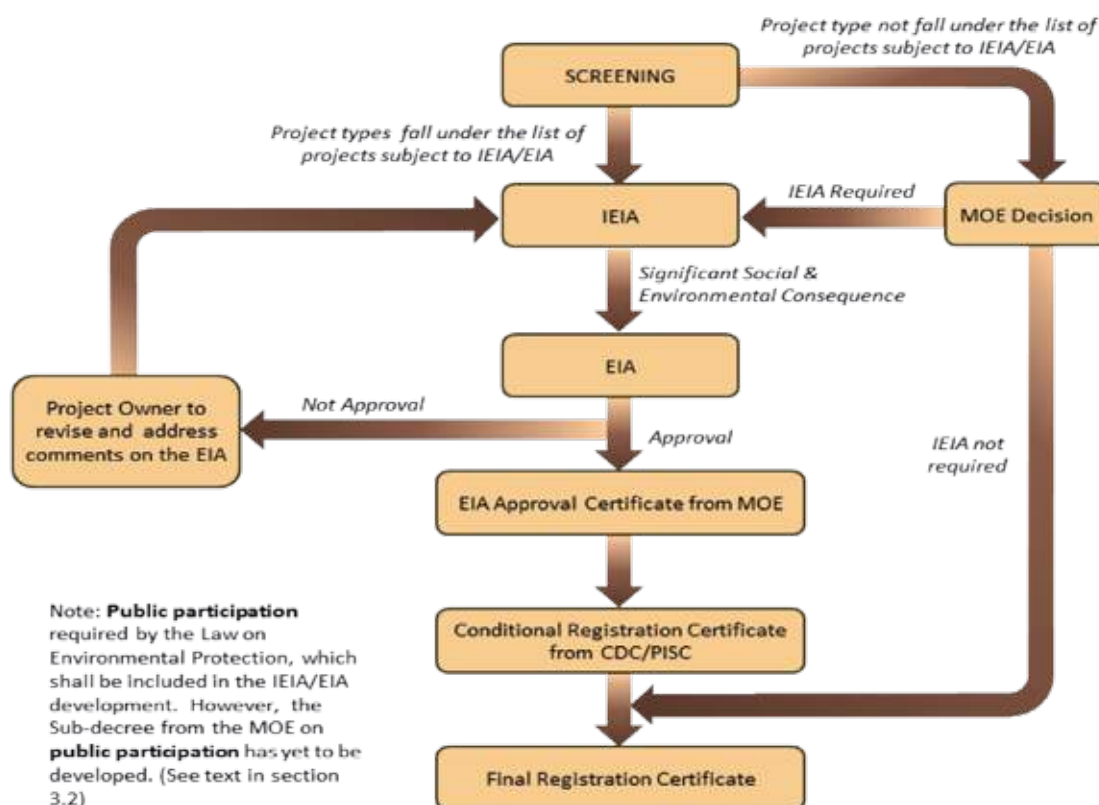 Project type not fall under the list of
projects subject to IEIA/EIA
SCREENING
Project types fall under the list of
projects subject to IEIA/EIA
IEIA Required
IEIA
MOE Decision
Significant Social &
Environmental Consequence
EIA
Project Owner to
revise and address
comments on the EIA
Not Approval
Approval
IEIA not
required
EIA Approval Certificate from MOE
Conditional Registration Certificate
from CDC/PISC
Final Registration Certificate
Note: Public participation
required by the Law on
Environmental Protection, which
shall be included in the IEIA/EIA
development. However, the
Sub-decree from the MOE on
public participation has yet to be
developed. (See text in section
3.2)